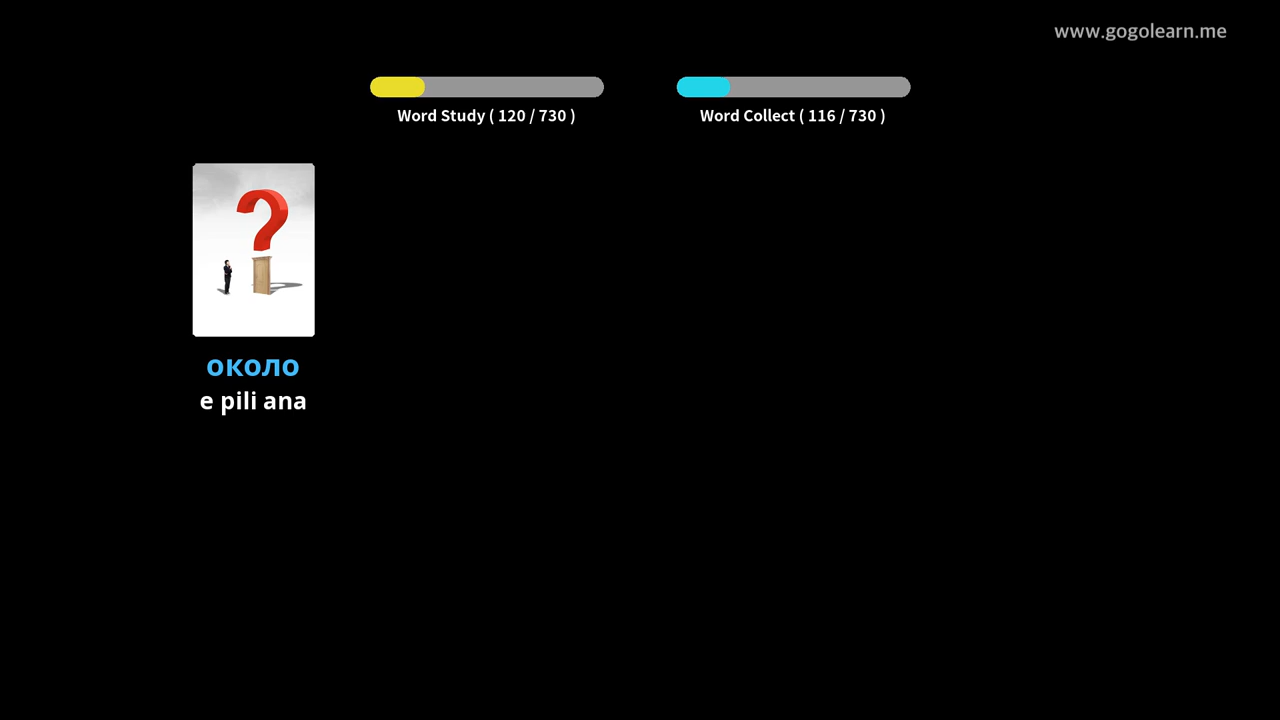 www.gogolearn.me
Word Study ( 120 / 730 )
Word Collect ( 116 / 730 )
?
около
e pili ana